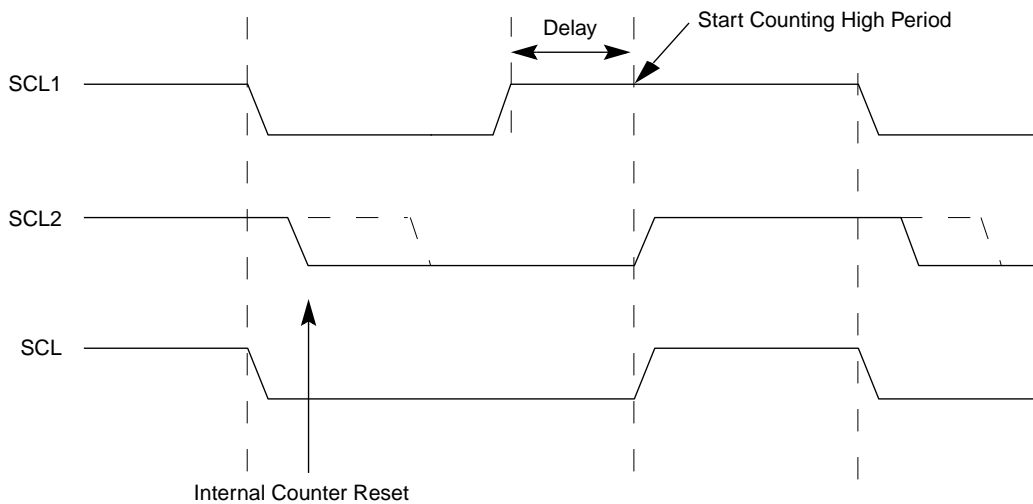 Start Counting High Period
Delay
SCL1
SCL2
SCL
Internal Counter Reset